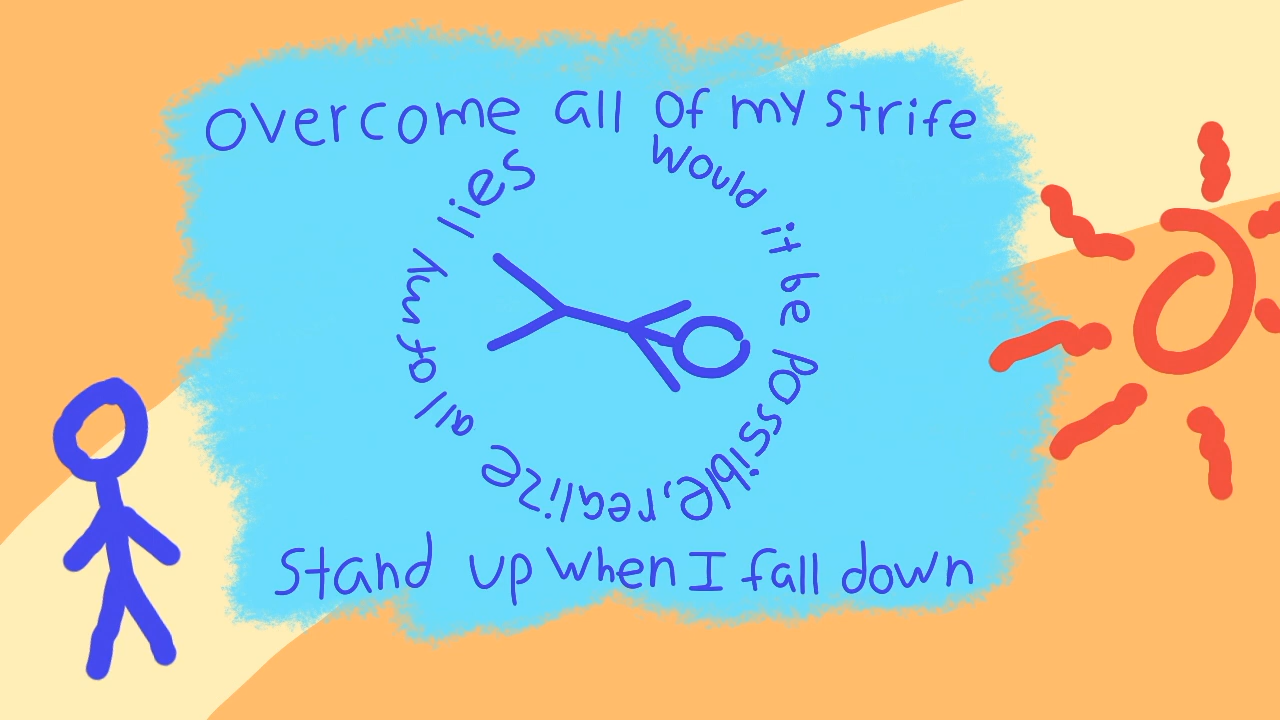 overcome all of my strife
would it be possible, realize all of my lies
Stand up when I fall down